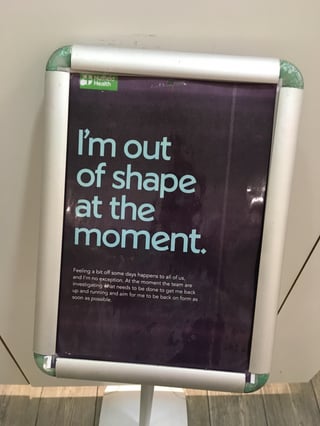 Nuffield
Health
I'm out
of shape
at the
moment.
Feeling a bit off some days happens to all of us,
and I'm no exception. At the moment the team are
investigating what needs to be done to get me back
up and running and aim for me to be back on form as
soon as possible.